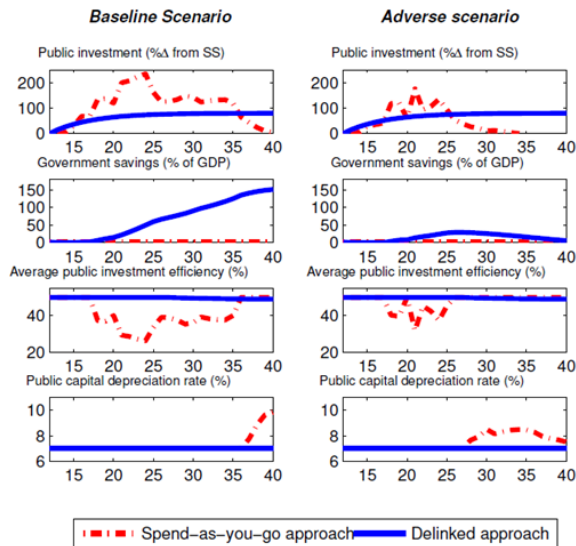 Baseline Scenario
Adverse scenario
Public investment (%Δ from SS)
200
100
0
15 20 25 30 35 40
Public investment (%Δ from SS)
200
100
0
15 20 25 30 35 40
Government savings (% of GDP)
150
100
50
0
15 20 25 30 35 40
Government savings (% of GDP)
150
100
50
0
15 20 25 30 35 40
Average public investment efficiency (%)
40
20
15 20 25 30 35 40
Average public investment efficiency (%)
40
20
15 20 25 30 35 40
Public capital depreciation rate (%)
10
8
6
15 20 25 30 35 40
Public capital depreciation rate (%)
10
8
6
15 20 25 30 35 40
Spend-as-you-go approach Delinked approach